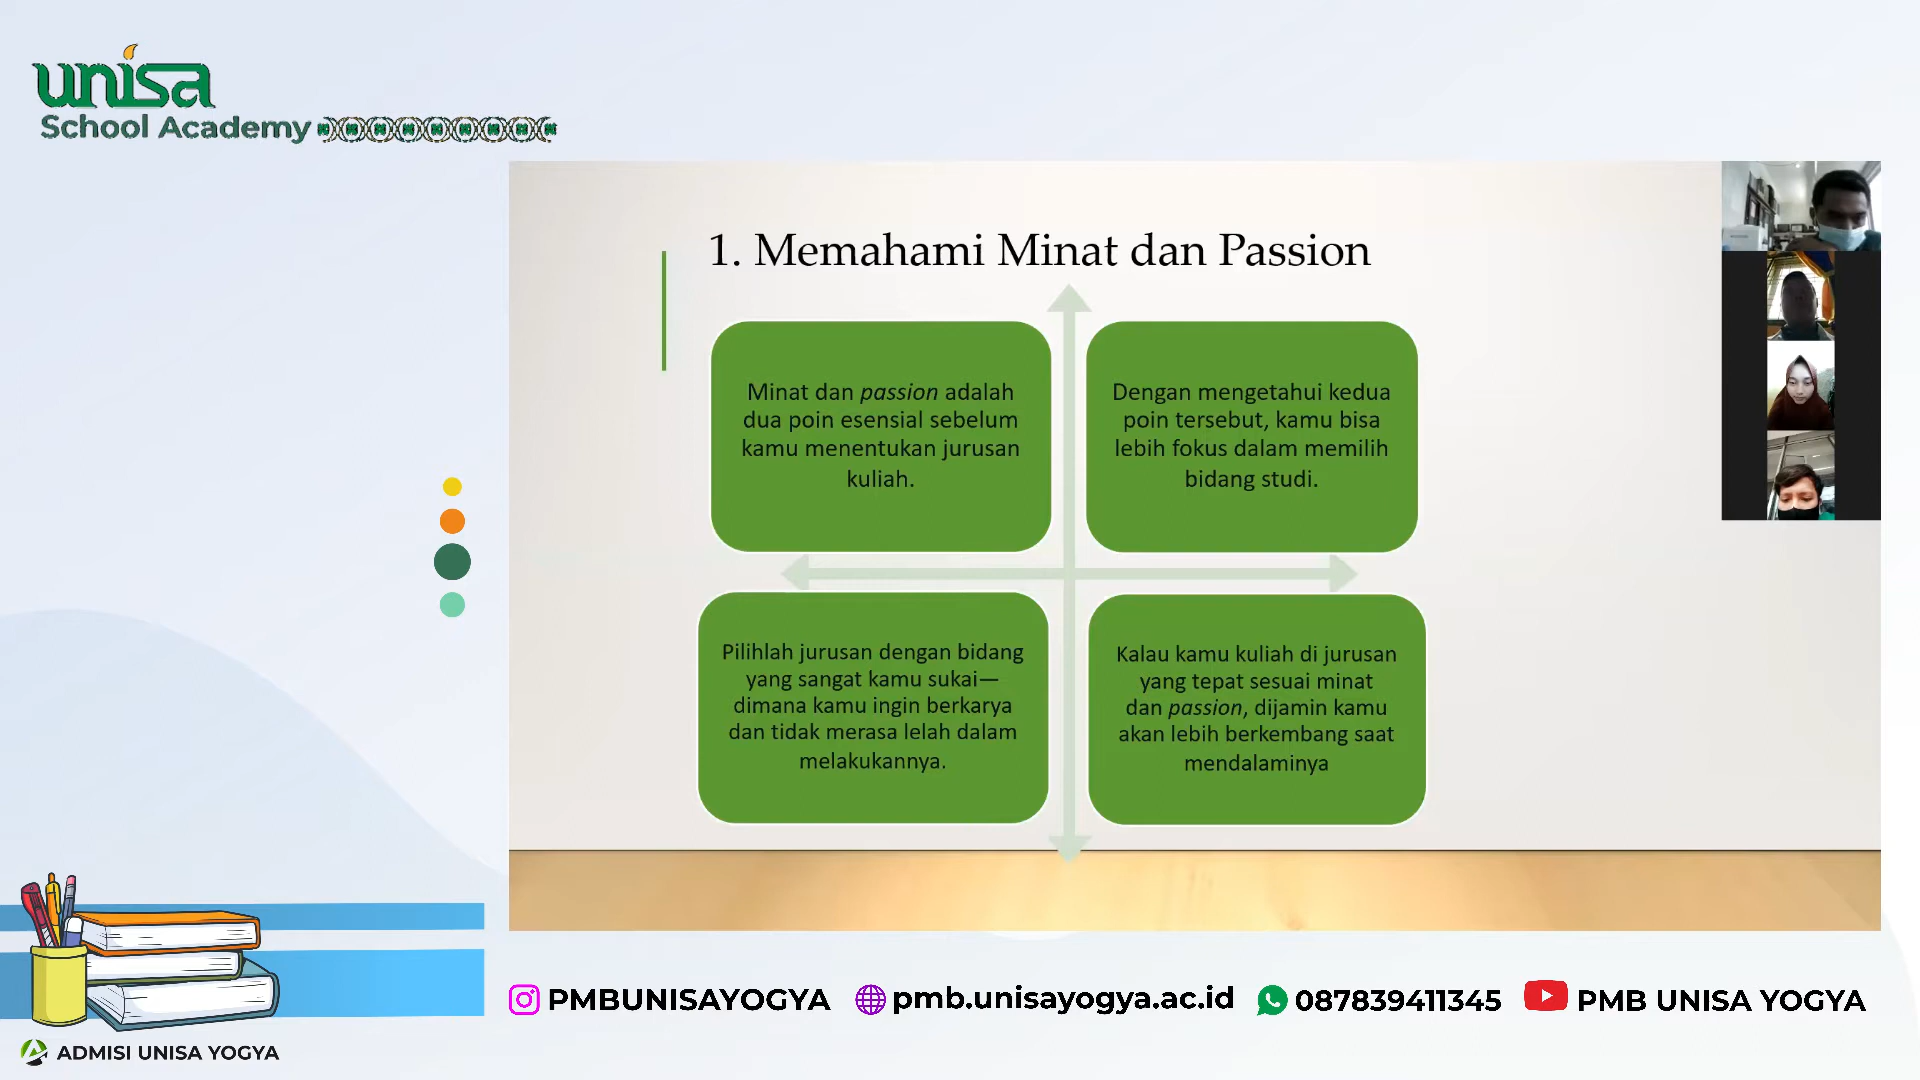 unisa
School Academy
1. Memahami Minat dan Passion
Minat dan passion adalah
dua poin esensial sebelum
kamu menentukan jurusan
kuliah.
Dengan mengetahui kedua
poin tersebut, kamu bisa
lebih fokus dalam memilih
bidang studi.
Pilihlah jurusan dengan bidang
yang sangat kamu sukai—
dimana kamu ingin berkarya
dan tidak merasa lelah dalam
melakukannya.
Kalau kamu kuliah di jurusan
yang tepat sesuai minat
dan passion, dijamin kamu
akan lebih berkembang saat
mendalaminya
PMBUNISAYOGYA
pmb.unisayogya.ac.id
087839411345
PMB UNISA YOGYA
ADMISI UNISA YOGYA